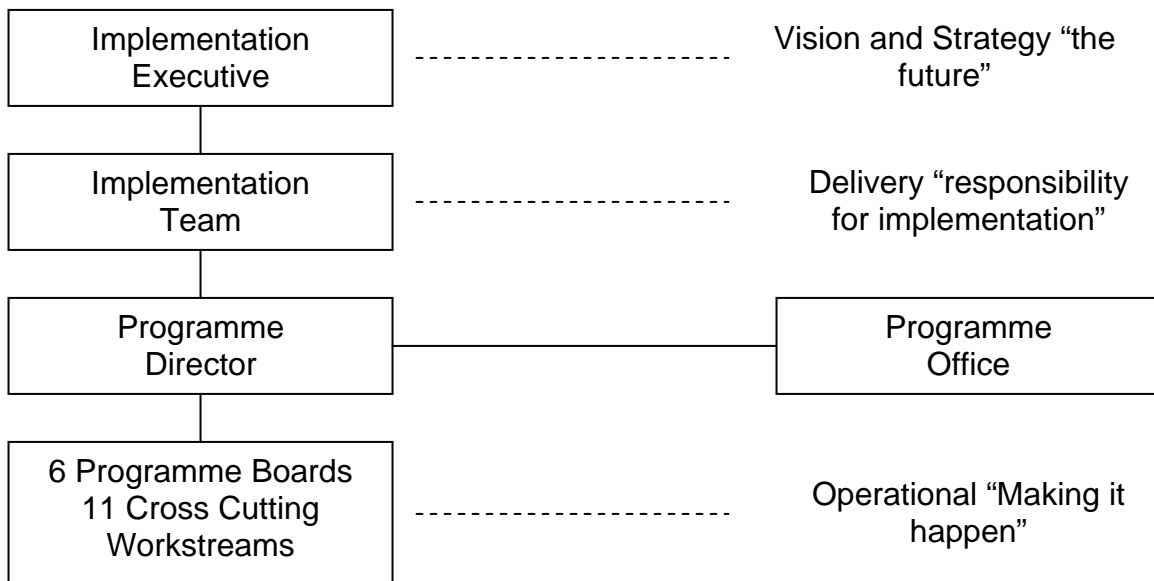 Implementation
Executive
Vision and Strategy “the
future”
Implementation
Team
Delivery “responsibility
for implementation”
Programme
Director
Programme
Office
6 Programme Boards
11 Cross Cutting
Workstreams
Operational “Making it
happen”